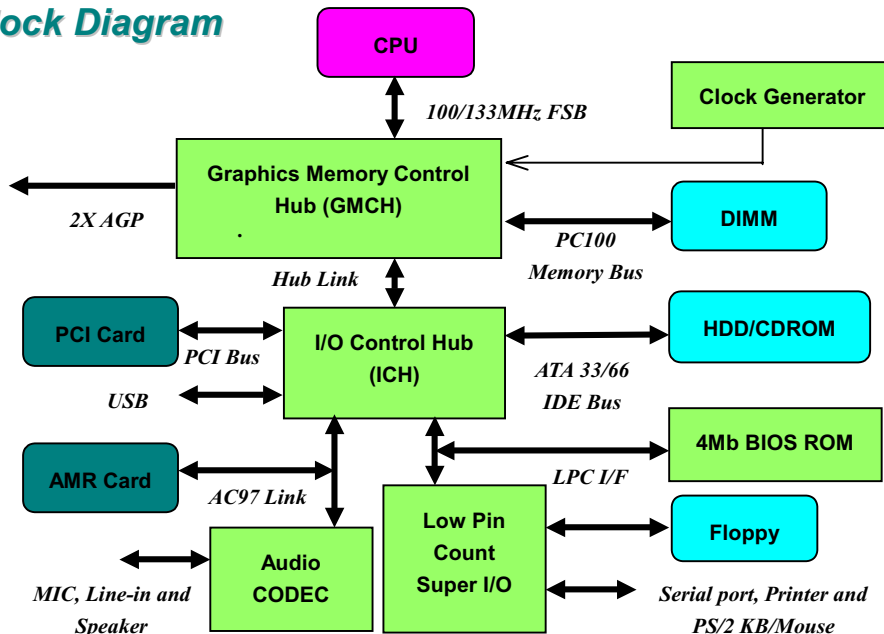 lock Diagram
CPU
100/133MHz FSB
Clock Generator
Graphics Memory Control
Hub (GMCH)
.
2X AGP
DIMM
PC100
Memory Bus
Hub Link
PCI Card
PCI Bus
I/O Control Hub
(ICH)
HDD/CDROM
ATA 33/66
IDE Bus
USB
4Mb BIOS ROM
LPC I/F
AMR Card
AC97 Link
Low Pin
Count
Super I/O
Floppy
Audio
CODEC
MIC, Line-in and
Speaker
Serial port, Printer and
PS/2 KB/Mouse